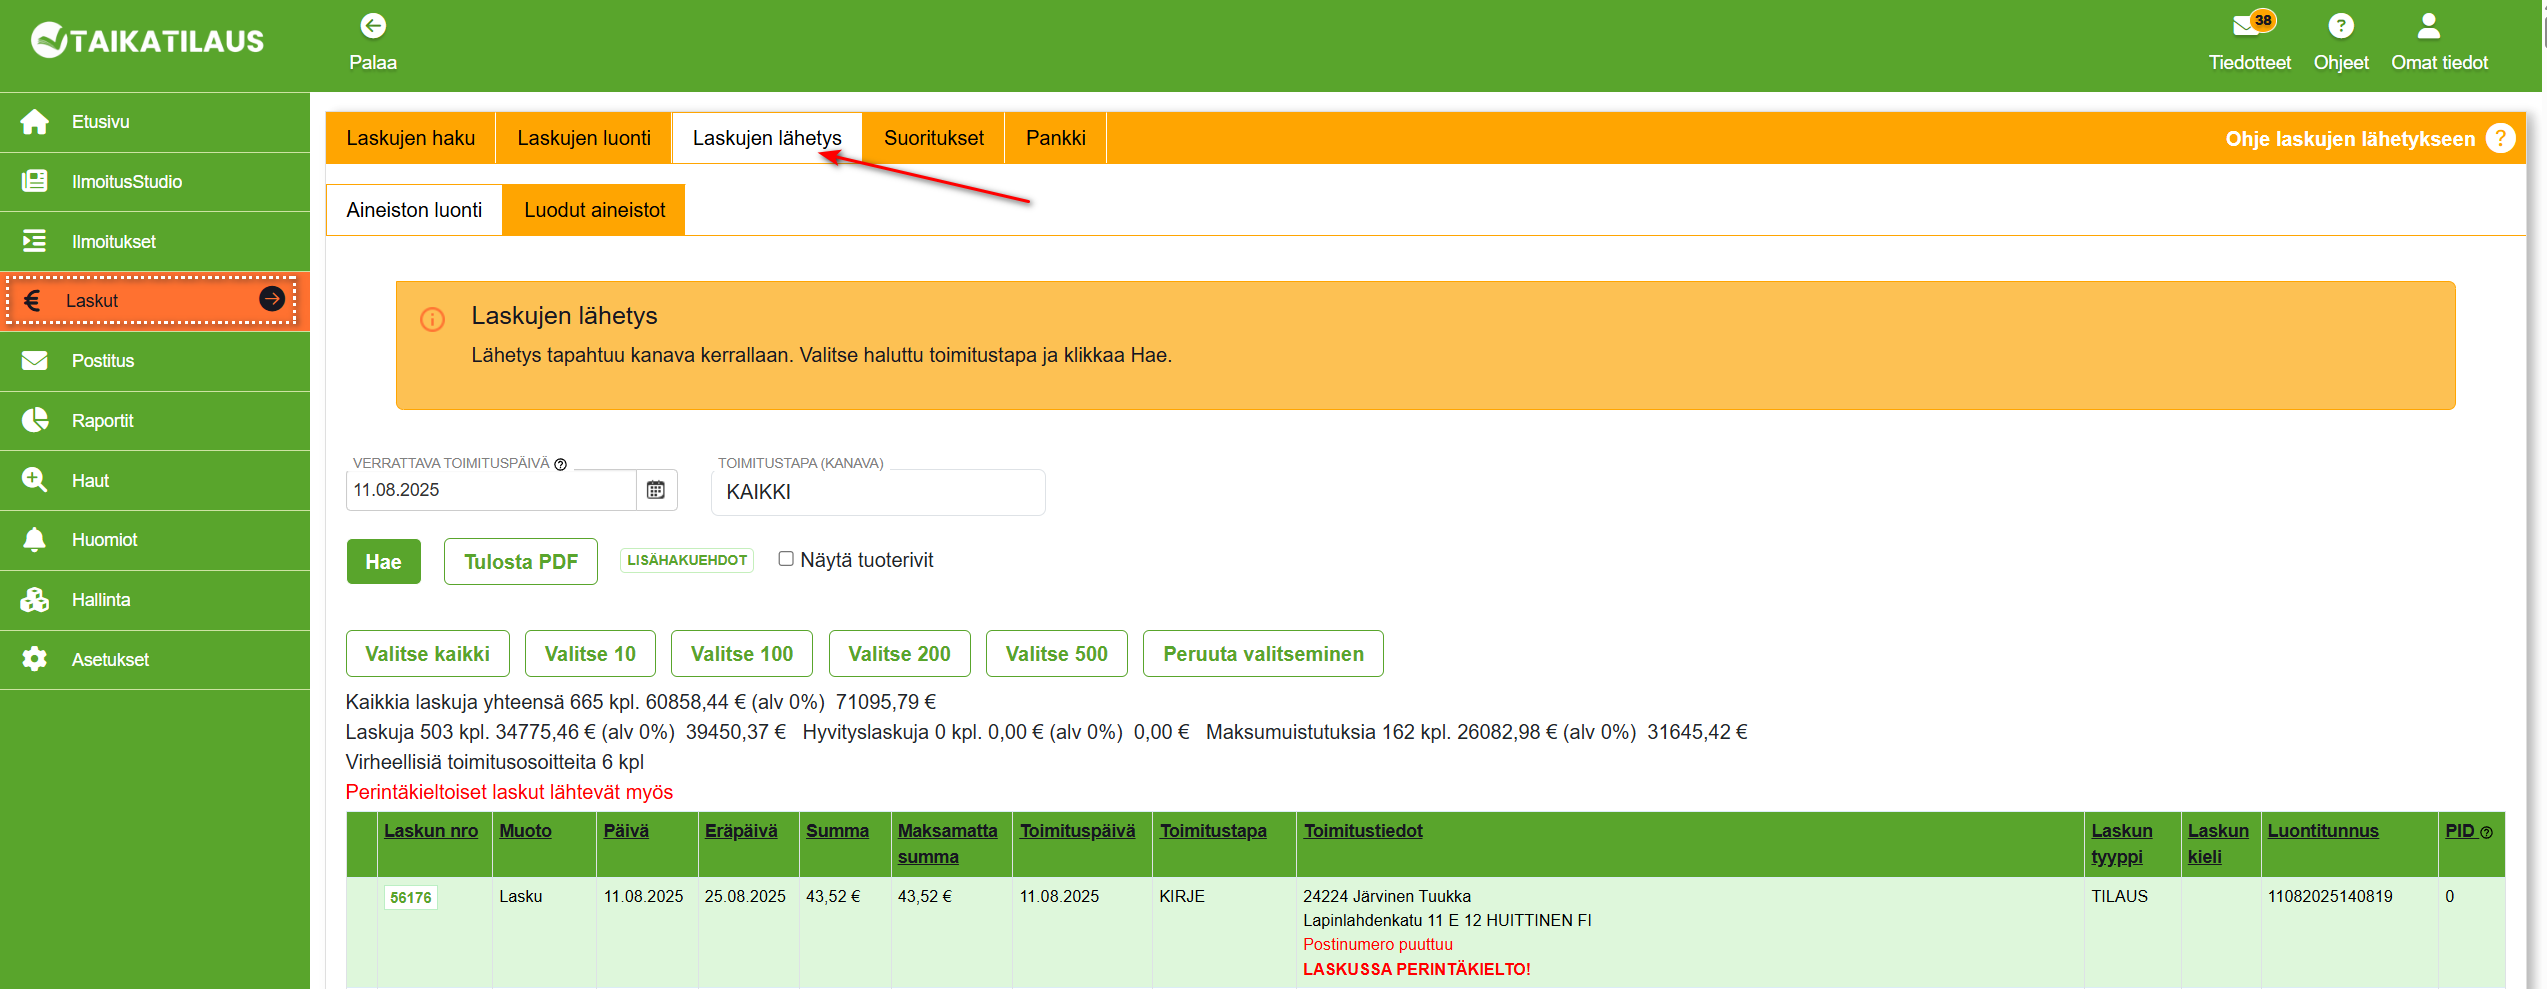 TAIKATILAUS
Palaa
38
Tiedotteet
Ohjeet
Omat tiedot
Etusivu
IlmoitusStudio
Ilmoitukset
Laskut
Postitus
Raportit
Haut
Huomiot
Hallinta
Asetukset
Laskujen haku
Laskujen luonti
Laskujen lähetys
Suoritukset
Pankki
Ohje laskujen lähetykseen ?
Aineiston luonti
Luodut aineistot
Laskujen lähetys
Lähetys tapahtuu kanava kerrallaan. Valitse haluttu toimitustapa ja klikkaa Hae.
VERRATTAVA TOIMITUSPÄIVÄ
11.08.2025
TOIMITUSTAPA (KANAVA)
KAIKKI
Hae
Tulosta PDF
LISÄHAKUEHDOT
Näytä tuoterivit
Valitse kaikki
Valitse 10
Valitse 100
Valitse 200
Valitse 500
Peruuta valitseminen
Kaikkia laskuja yhteensä 665 kpl. 60858,44 € (alv 0%) 71095,79 €
Laskuja 503 kpl. 34775,46 € (alv 0%) 39450,37 € Hyvityslaskuja 0 kpl. 0,00 € (alv 0%) 0,00 € Maksumuistutuksia 162 kpl. 26082,98 € (alv 0%) 31645,42 €
Virheellisiä toimitusosoitteita 6 kpl
Perintäkieltoiset laskut lähtevät myös
Laskun nro
Muoto
Päivä
Eräpäivä
Summa
Maksamatta
summa
Toimituspäivä
Toimitustapa
Toimitustiedot
Laskun
tyyppi
Laskun
kieli
Luontitunnus
PID
56176
Lasku
11.08.2025
25.08.2025
43,52 €
43,52 €
11.08.2025
KIRJE
24224 Järvinen Tuukka
Lapinlahdenkatu 11 E 12 HUITTINEN FI
Postinumero puuttuu
LASKUSSA PERINTÄKIELTO!
TILAUS
11082025140819
0